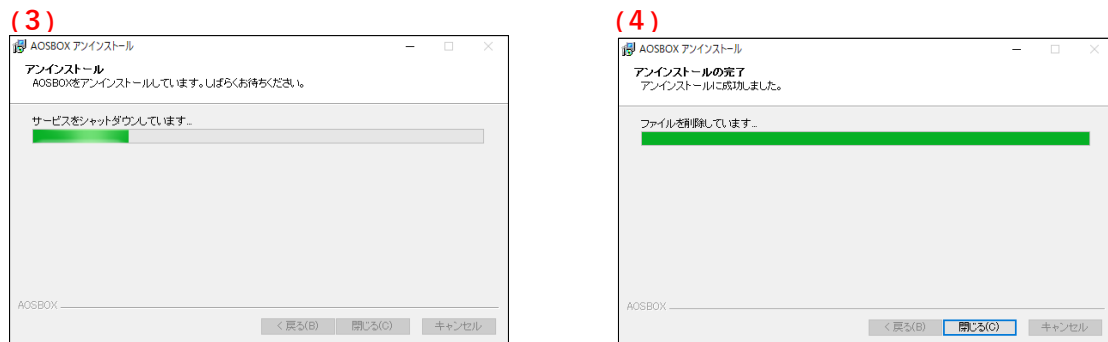 (3)
AOSBOX アンインストール
アンインストール
AOSBOXをアンインストールしています。しばらくお待ちください。
サービスをシャットダウンしています...
AOSBOX
< 戻る(B) 閉じる(C) キャンセル
(4)
AOSBOX アンインストール
アンインストールの完了
アンインストールに成功しました。
ファイルを削除しています...
AOSBOX
< 戻る(B) 閉じる(C) キャンセル